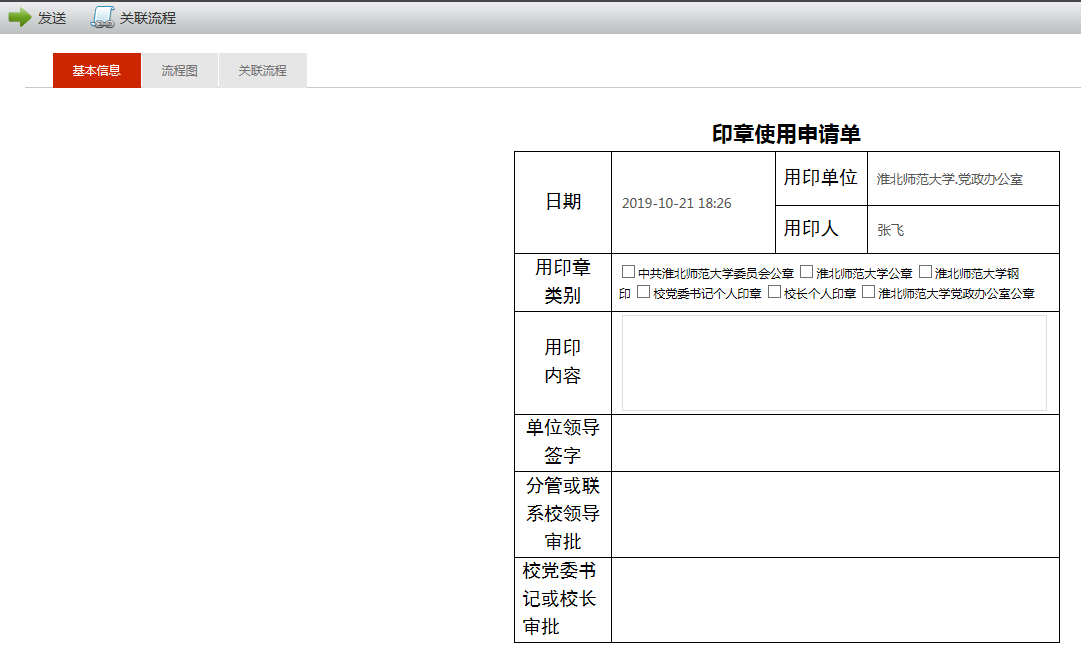 发送 关联流程
基本信息 流程图 关联流程
印章使用申请单
日期
2019-10-21 18:26
用印单位
淮北师范大学.党政办公室
用印人
张飞
用印章
类别
中共淮北师范大学委员会公章 淮北师范大学公章 淮北师范大学钢
印 校党委书记个人印章 校长个人印章 淮北师范大学党政办公室公章
用印
内容
单位领导
签字
分管或联
系校领导
审批
校党委书
记或校长
审批